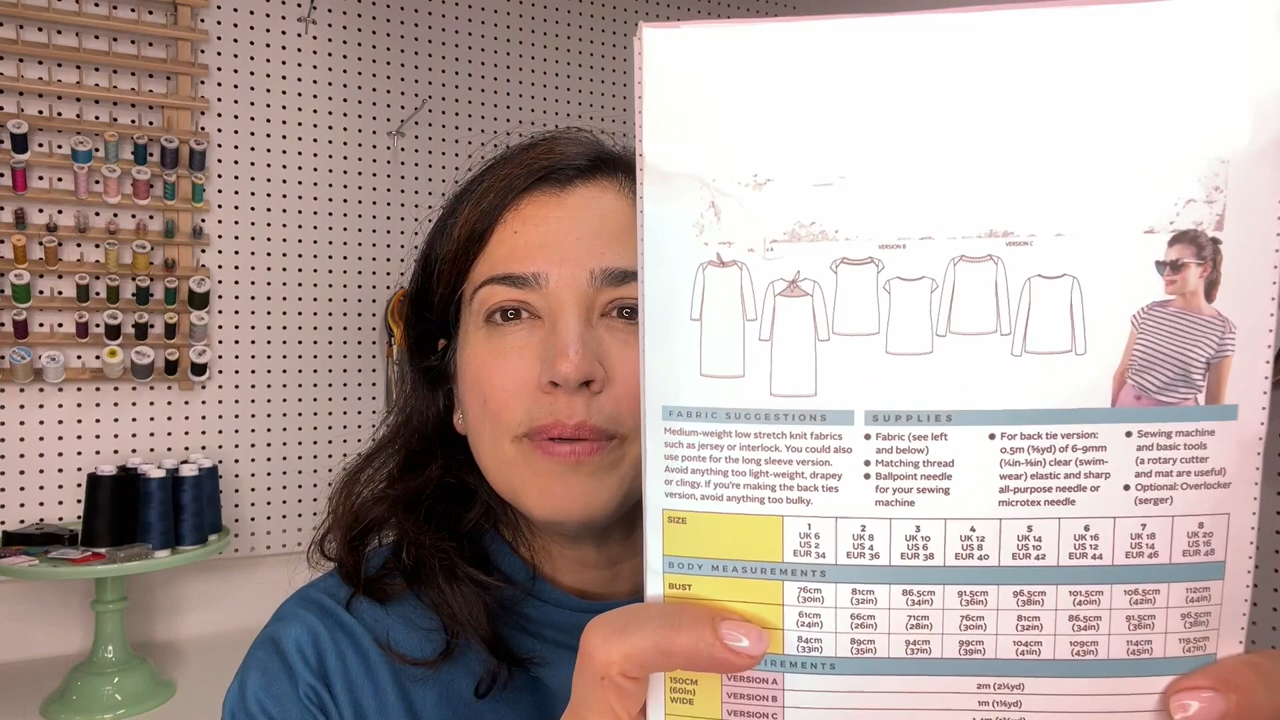 VERSION B
VERSION C
FABRIC SUGGESTIONS
Medium-weight low stretch knit fabrics
such as jersey or interlock. You could also
use ponte for the long sleeve version.
Avoid anything too light-weight, drapey
or clingy. If you're making the back ties
version, avoid anything too bulky.
SUPPLIES
● Fabric (see left
and below)
● Matching thread
● Ballpoint needle
for your sewing
machine
● For back tie version:
0.5m (⅝yd) of 6-9mm
(¼in-⅜in) clear (swim-
wear) elastic and sharp
all-purpose needle or
microtex needle
● Sewing machine
and basic tools
(a rotary cutter
and mat are useful)
● Optional: Overlocker
(serger)
SIZE
1 2 3 4 5 6 7 8
UK 6 UK 8 UK 10 UK 12 UK 14 UK 16 UK 18 UK 20
US 2 US 4 US 6 US 8 US 10 US 12 US 14 US 16
EUR 34 EUR 36 EUR 38 EUR 40 EUR 42 EUR 44 EUR 46 EUR 48
BODY MEASUREMENTS
BUST 76cm 81cm 86.5cm 91.5cm 96.5cm 101.5cm 106.5cm 112cm
(30in) (32in) (34in) (36in) (38in) (40in) (42in) (44in)
61cm 66cm 71cm 76cm 81cm 86.5cm 91.5cm 96.5cm
(24in) (26in) (28in) (30in) (32in) (34in) (36in) (38in)
84cm 89cm 94cm 99cm 104cm 109cm 114cm 119.5cm
(33in) (35in) (37in) (39in) (41in) (43in) (45in) (47in)
IREMENTS
150CM
(60in)
WIDE
VERSION A 2m (2¼yd)
VERSION B 1m (1⅛yd)
VERSION C